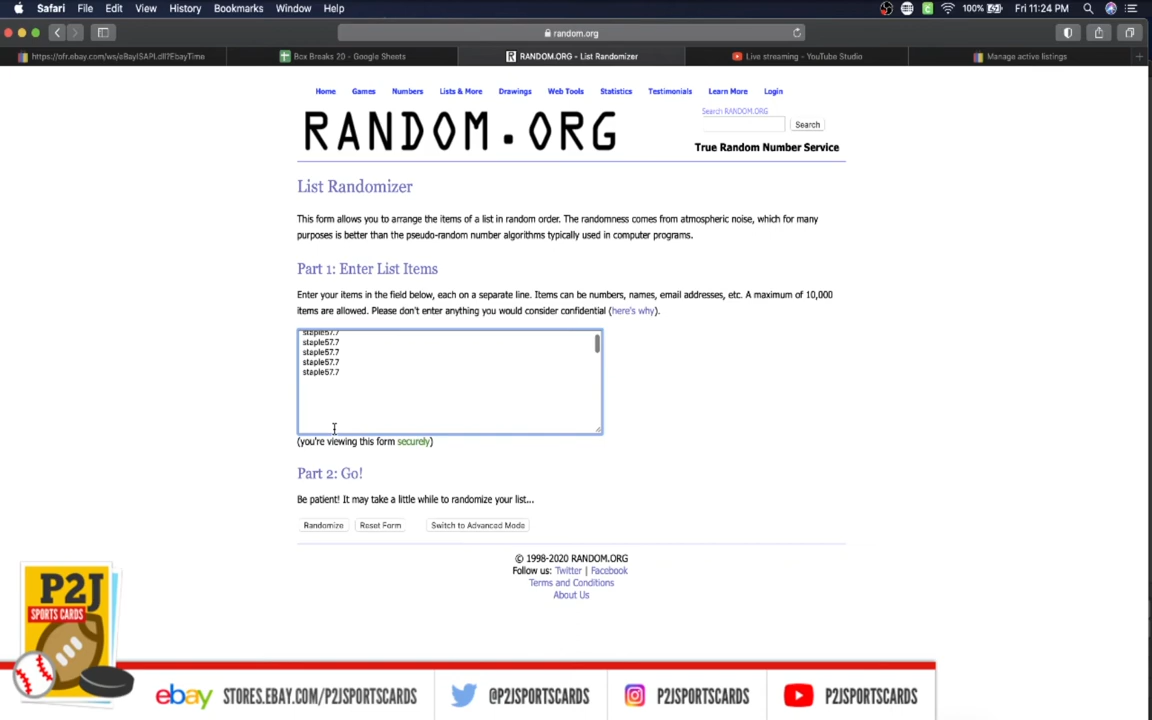 Safari File Edit View History Bookmarks Window Help 100% Fri 11:24 PM
random.org
https://ofr.ebay.com/ws/eBayISAPI.dll?EbayTime Box Breaks 20 - Google Sheets RANDOM.ORG - List Randomizer Live streaming - YouTube Studio Manage active listings
Home Games Numbers Lists & More Drawings Web Tools Statistics Testimonials Learn More Login
RANDOM.ORG
Search RANDOM.ORG
Search
True Random Number Service
List Randomizer
This form allows you to arrange the items of a list in random order. The randomness comes from atmospheric noise, which for many
purposes is better than the pseudo-random number algorithms typically used in computer programs.
Part 1: Enter List Items
Enter your items in the field below, each on a separate line. Items can be numbers, names, email addresses, etc. A maximum of 10,000
items are allowed. Please don't enter anything you would consider confidential (here's why).
staple57.7
staple57.7
staple57.7
staple57.7
staple57.7
(you're viewing this form securely)
Part 2: Go!
Be patient! It may take a little while to randomize your list...
Randomize Reset Form Switch to Advanced Mode
© 1998-2020 RANDOM.ORG
Follow us: Twitter | Facebook
Terms and Conditions
About Us
P2J
SPORTS CARDS
ebay STORES.EBAY.COM/P2JSPORTSCARDS @P2JSPORTSCARDS P2JSPORTSCARDS P2JSPORTSCARDS